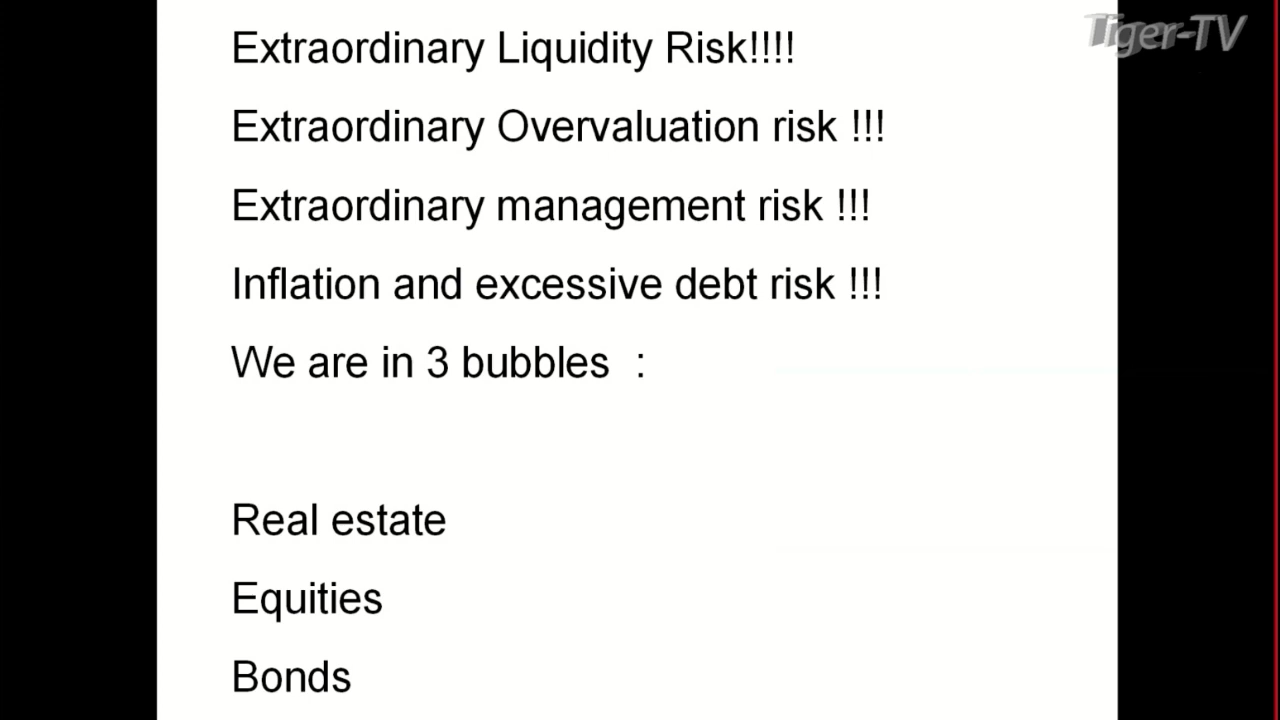 Tiger-TV
Extraordinary Liquidity Risk!!!!
Extraordinary Overvaluation risk !!!
Extraordinary management risk !!!
Inflation and excessive debt risk !!!
We are in 3 bubbles  :
Real estate
Equities
Bonds